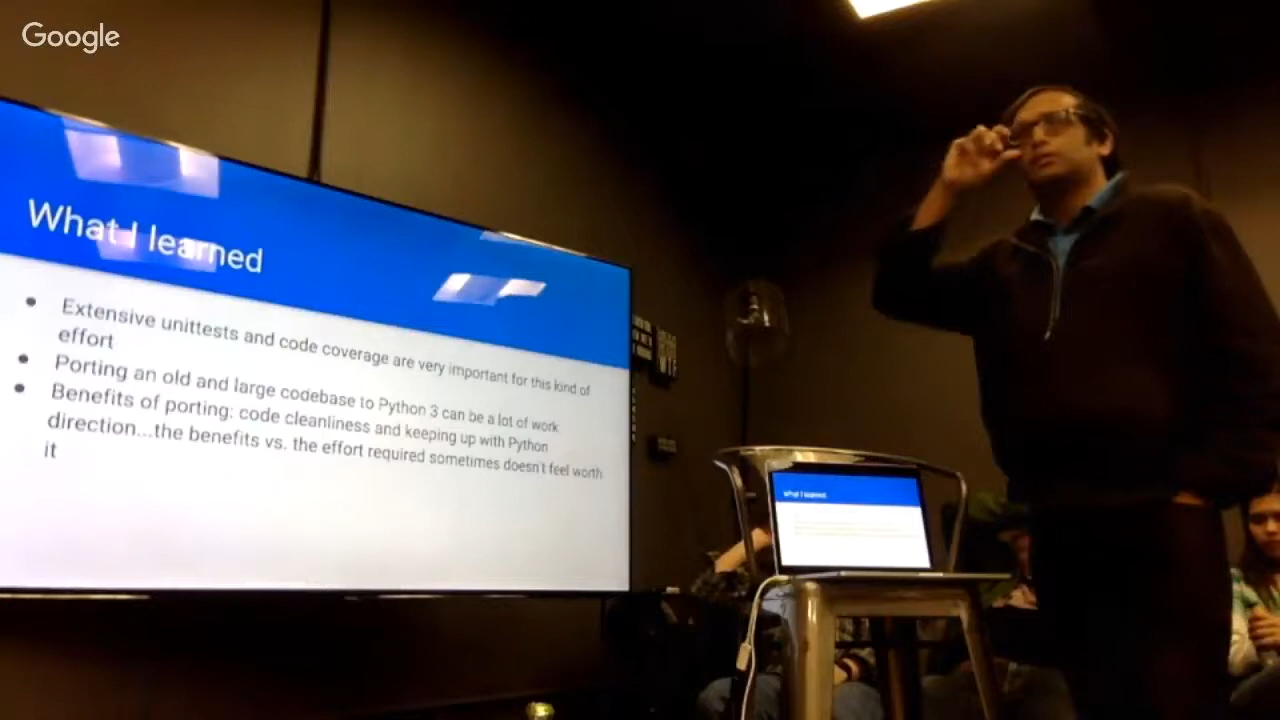 Google
What I learned
Extensive unittests and code coverage are very important for this kind of
effort
Porting an old and large codebase to Python 3 can be a lot of work
Benefits of porting: code cleanliness and keeping up with Python
direction...the benefits vs. the effort required sometimes doesn't feel worth
it
What I learned